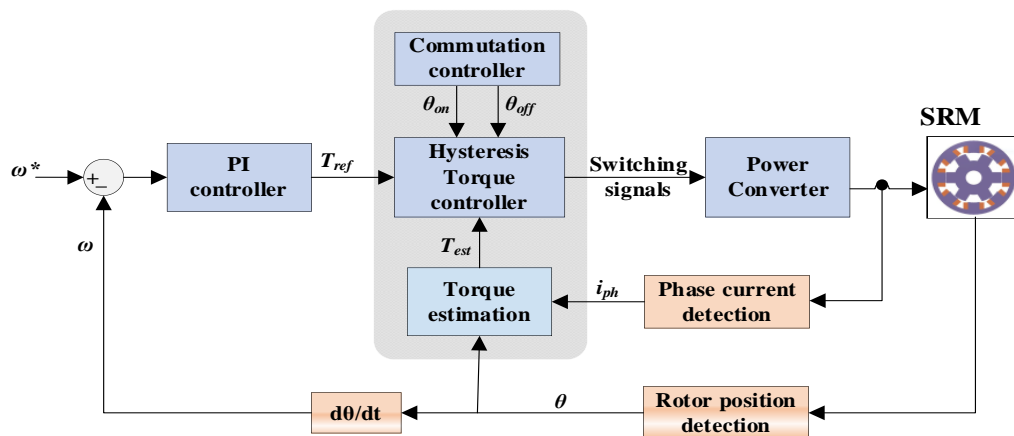 Commutation
controller
θon
θoff
SRM
ω*
+
−
PI
controller
Tref
Hysteresis
Torque
controller
Switching
signals
Power
Converter
ω
Test
Torque
estimation
iph
Phase current
detection
dθ/dt
θ
Rotor position
detection